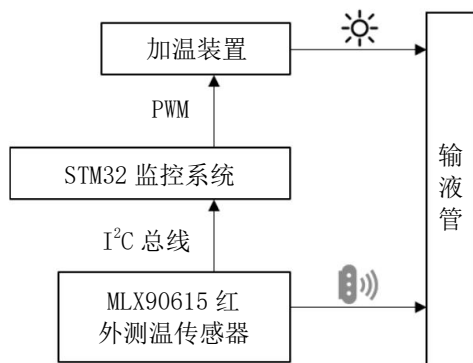 加温装置
PWM
STM32 监控系统
I²C 总线
MLX90615 红
外测温传感器
输
液
管